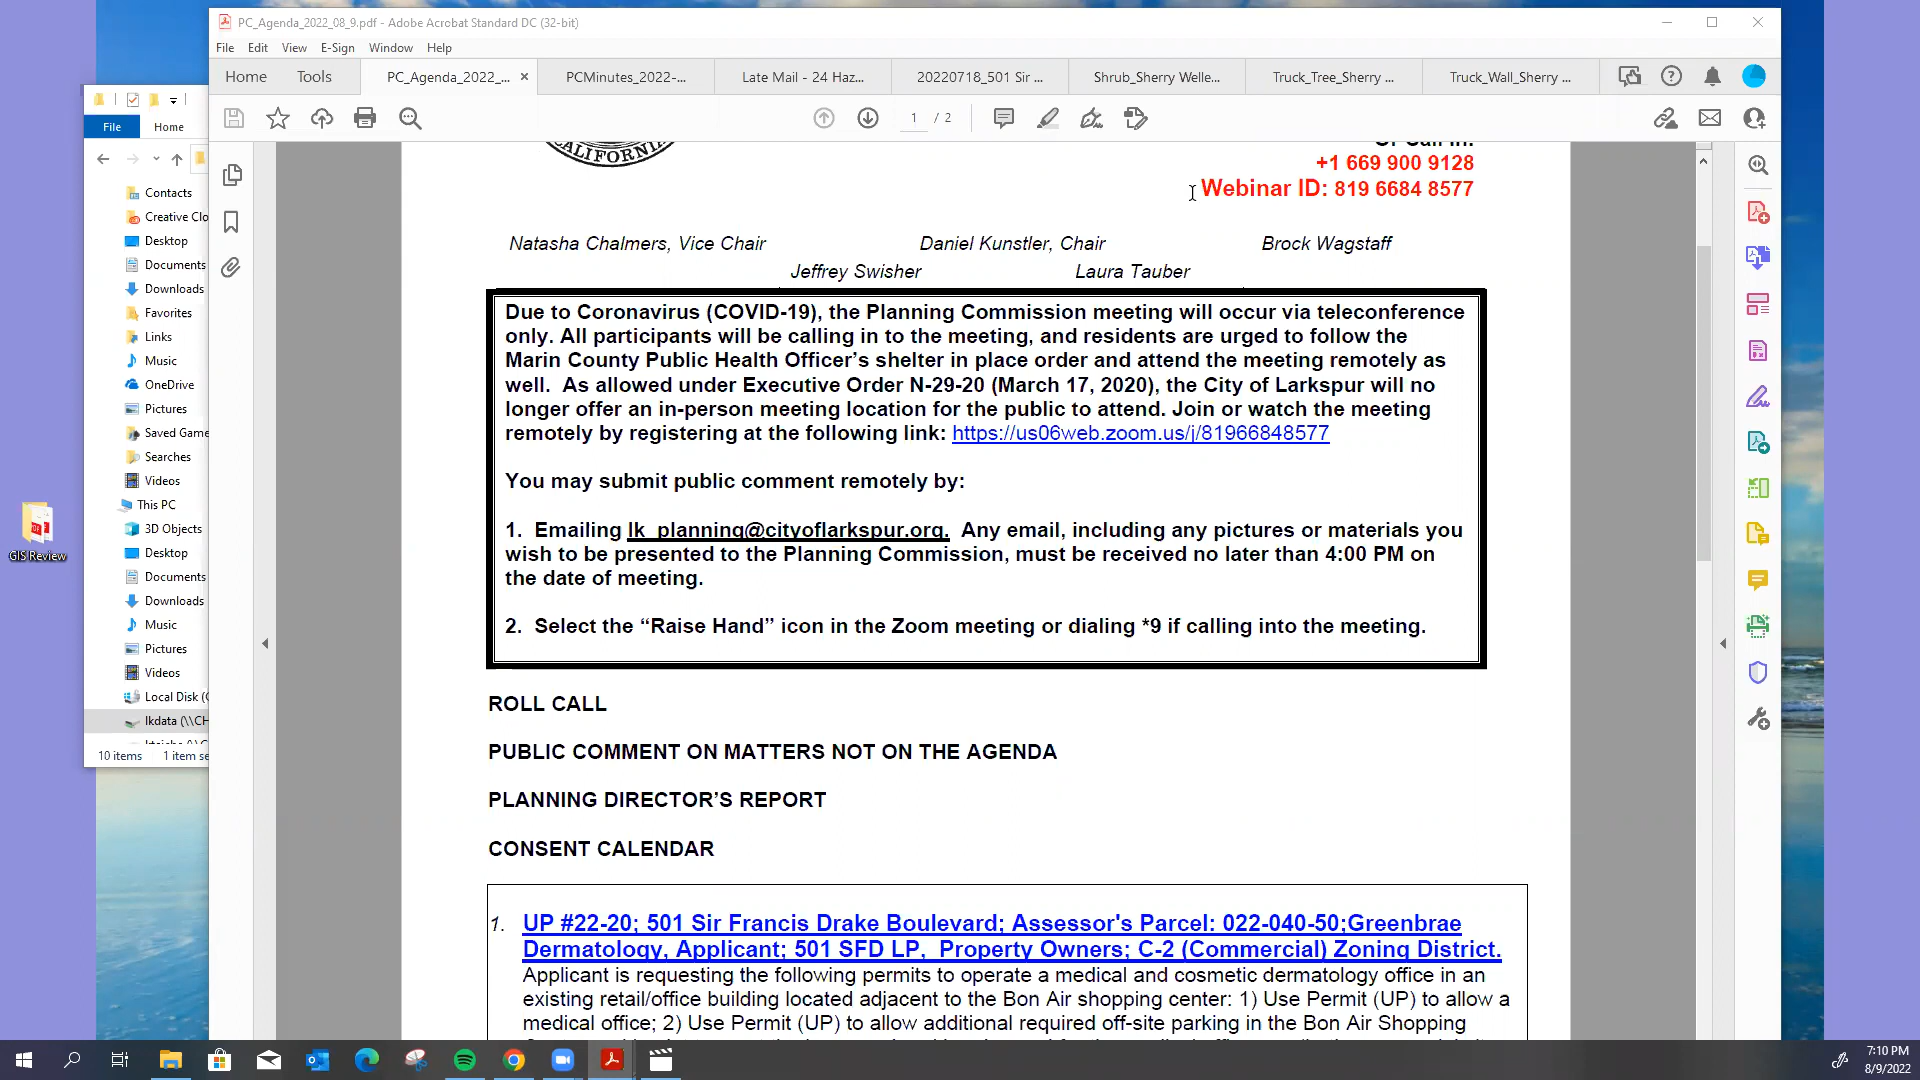 PC_Agenda_2022_08_9.pdf - Adobe Acrobat Standard DC (32-bit)
File Edit View E-Sign Window Help
Home Tools PC_Agenda_2022_... × PCMinutes_2022-... Late Mail - 24 Haz... 20220718_501 Sir ... Shrub_Sherry Welle... Truck_Tree_Sherry ... Truck_Wall_Sherry ...
File Home
1 / 2
CALIFORNIA
Or Call in:
+1 669 900 9128
Webinar ID: 819 6684 8577
Natasha Chalmers, Vice Chair Daniel Kunstler, Chair Brock Wagstaff
Jeffrey Swisher Laura Tauber
Due to Coronavirus (COVID-19), the Planning Commission meeting will occur via teleconference
only. All participants will be calling in to the meeting, and residents are urged to follow the
Marin County Public Health Officer’s shelter in place order and attend the meeting remotely as
well. As allowed under Executive Order N-29-20 (March 17, 2020), the City of Larkspur will no
longer offer an in-person meeting location for the public to attend. Join or watch the meeting
remotely by registering at the following link: https://us06web.zoom.us/j/81966848577
You may submit public comment remotely by:
1. Emailing lk_planning@cityoflarkspur.org. Any email, including any pictures or materials you
wish to be presented to the Planning Commission, must be received no later than 4:00 PM on
the date of meeting.
2. Select the “Raise Hand” icon in the Zoom meeting or dialing *9 if calling into the meeting.
ROLL CALL
PUBLIC COMMENT ON MATTERS NOT ON THE AGENDA
PLANNING DIRECTOR’S REPORT
CONSENT CALENDAR
1. UP #22-20; 501 Sir Francis Drake Boulevard; Assessor's Parcel: 022-040-50;Greenbrae
Dermatology, Applicant; 501 SFD LP, Property Owners; C-2 (Commercial) Zoning District.
Applicant is requesting the following permits to operate a medical and cosmetic dermatology office in an
existing retail/office building located adjacent to the Bon Air shopping center: 1) Use Permit (UP) to allow a
medical office; 2) Use Permit (UP) to allow additional required off-site parking in the Bon Air Shopping
Contacts
Creative Clo
Desktop
Documents
Downloads
Favorites
Links
Music
OneDrive
Pictures
Saved Game
Searches
Videos
This PC
3D Objects
Desktop
Documents
Downloads
Music
Pictures
Videos
Local Disk (C
lkdata (\\CH
10 items 1 item se
GIS Review
7:10 PM
8/9/2022